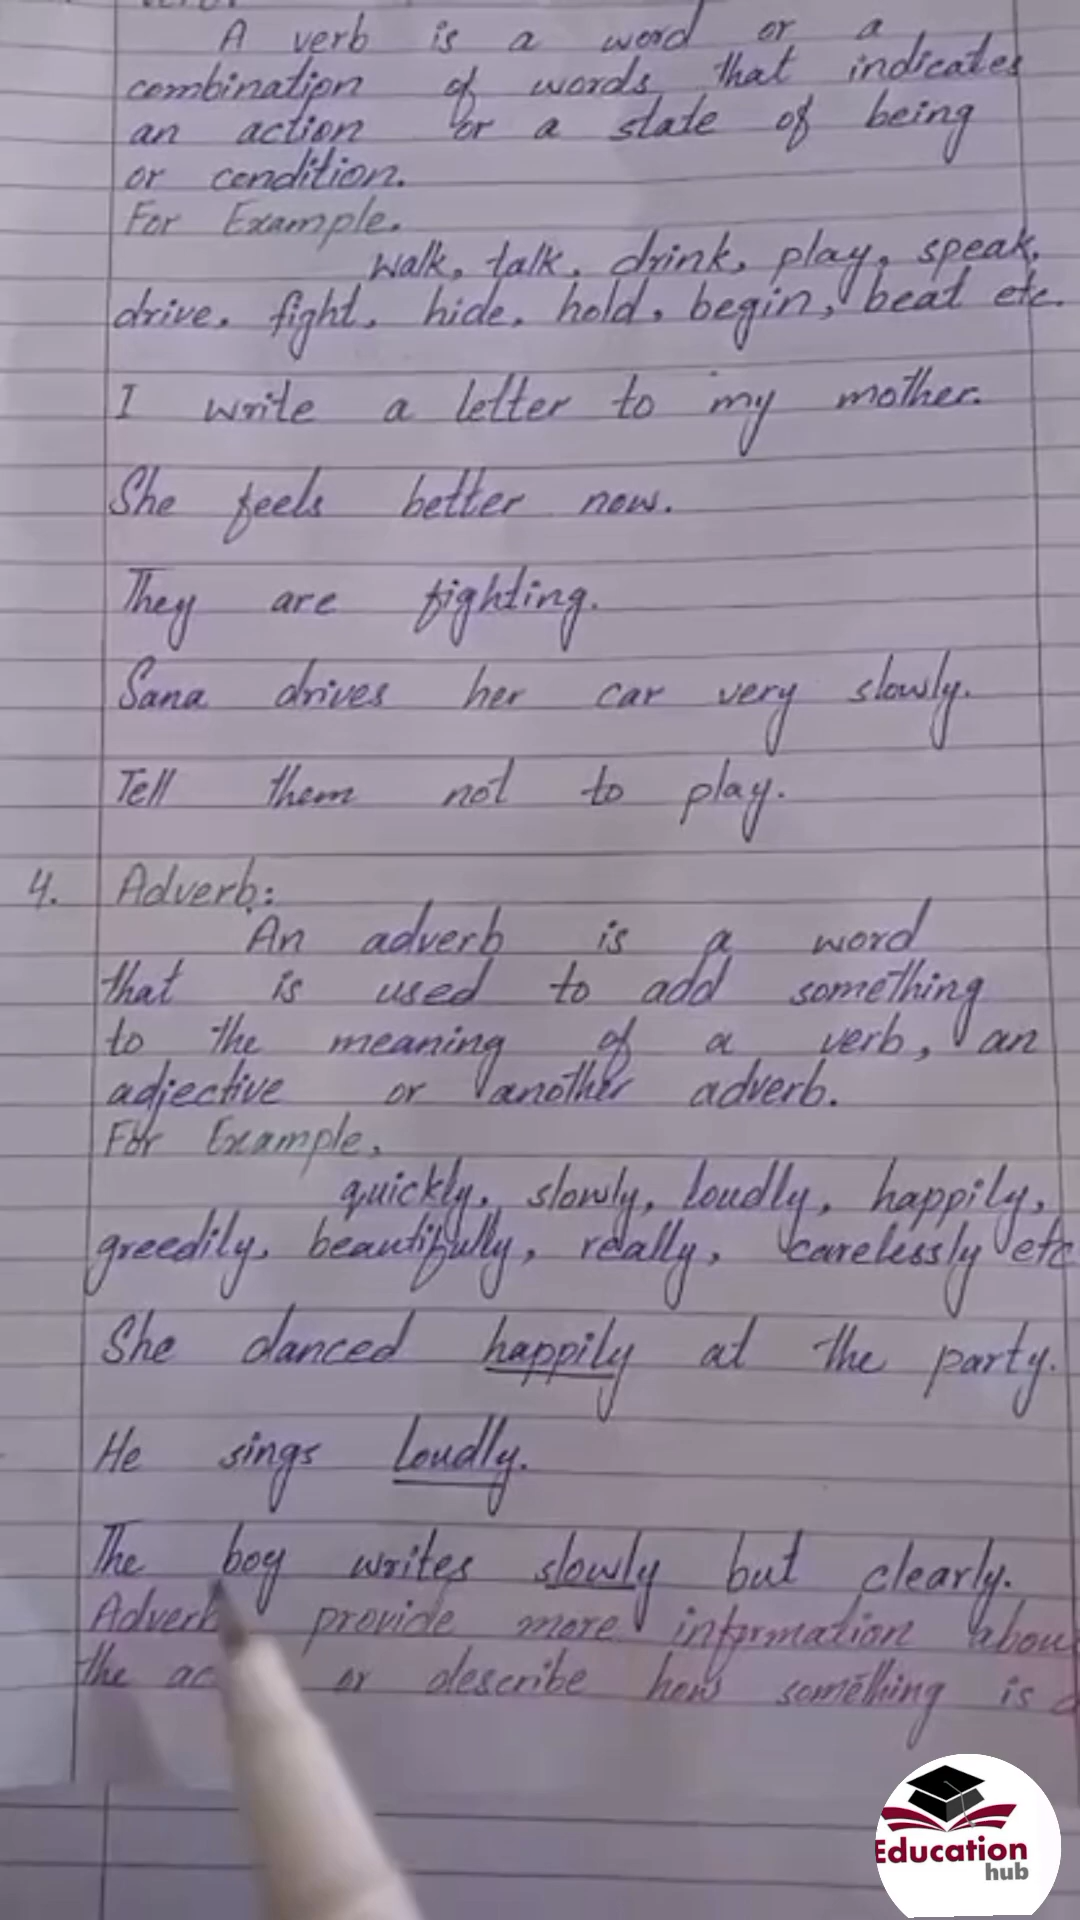 A verb is a word or a
combination of words that indicates
an action or a state of being
or condition.
For Example.
walk, talk, drink, play, speak,
drive, fight, hide, hold, begin, beat etc.
I write a letter to my mother.
She feels better now.
They are fighting.
Sana drives her car very slowly.
Tell them not to play.
4. Adverb:
An adverb is a word
that is used to add something
to the meaning of a verb, an
adjective or another adverb.
For Example,
quickly, slowly, loudly, happily,
greedily, beautifully, really, carelessly etc
She danced happily at the party.
He sings loudly.
The boy writes slowly but clearly.
Adverb provide more information abou
the ac or describe how something is
Education
hub